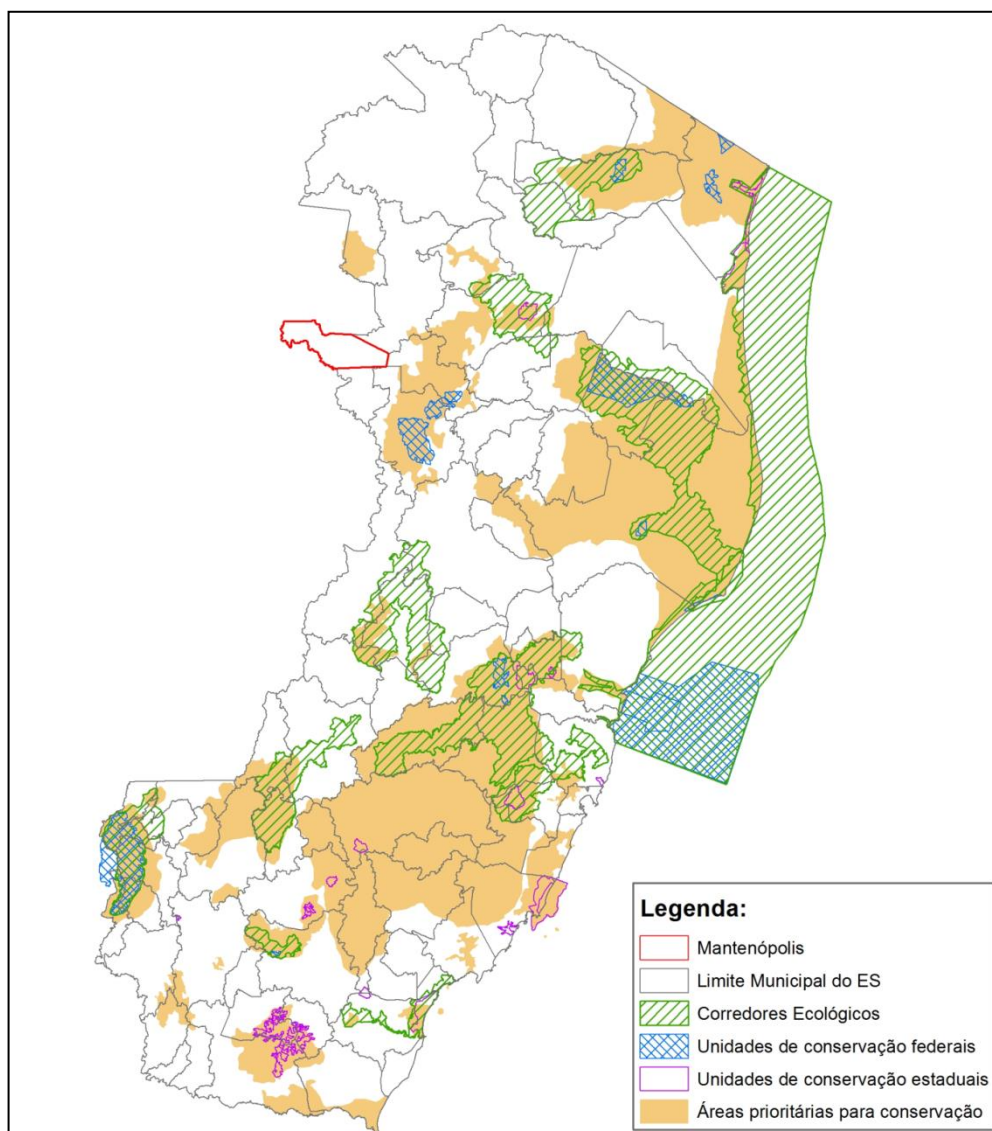 Legenda:
Mantenópolis
Limite Municipal do ES
Corredores Ecológicos
Unidades de conservação federais
Unidades de conservação estaduais
Áreas prioritárias para conservação